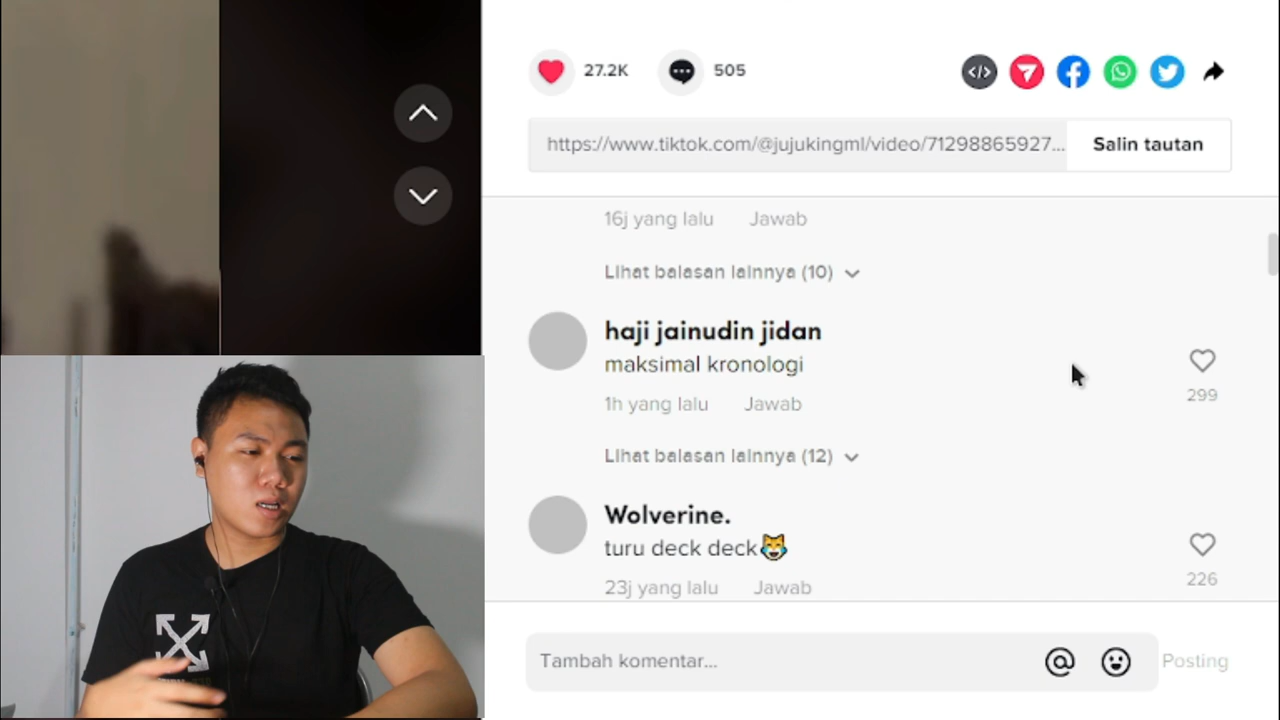 27.2K
505
https://www.tiktok.com/@jujukingml/video/71298865927...
Salin tautan
16j yang lalu Jawab
Lihat balasan lainnya (10)
haji jainudin jidan
maksimal kronologi
299
1h yang lalu Jawab
Lihat balasan lainnya (12)
Wolverine.
turu deck deck😹
226
23j yang lalu Jawab
Tambah komentar...
Posting